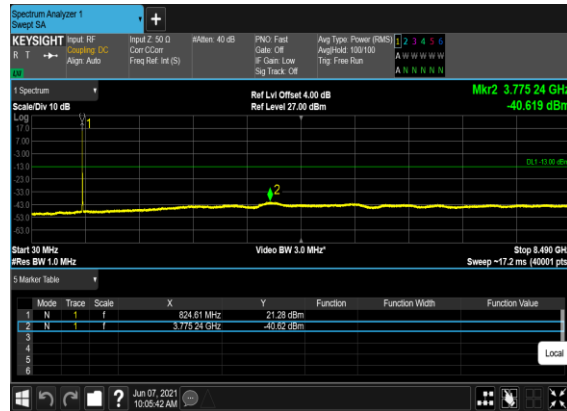 Spectrum Analyzer 1
Swept SA
+
KEYSIGHT Input: RF Input Z: 50 Ω #Atten: 40 dB PNO: Fast Avg Type: Power (RMS) 1 2 3 4 5 6
R T Coupling: DC Corr CCorr Gate: Off Avg|Hold: 100/100 A W W W W W
Align: Auto Freq Ref: Int (S) IF Gain: Low Trig: Free Run
Sig Track: Off A N N N N N
1 Spectrum Ref Lvl Offset 4.00 dB Mkr2 3.775 24 GHz
Scale/Div 10 dB Ref Level 27.00 dBm -40.619 dBm
Log
17.0
7.00
-3.00
-13.0
-23.0
-33.0
-43.0
-53.0
-63.0
1
2
DL1 -13.00 dBm
Start 30 MHz Video BW 3.0 MHz* Stop 8.490 GHz
#Res BW 1.0 MHz Sweep ~17.2 ms (40001 pts)
5 Marker Table
Mode Trace Scale X Y Function Function Width Function Value
1 N 1 f 824.61 MHz 21.28 dBm
2 N 1 f 3.775 24 GHz -40.62 dBm
3
4
5
6
Local
? Jun 07, 2021
10:05:42 AM